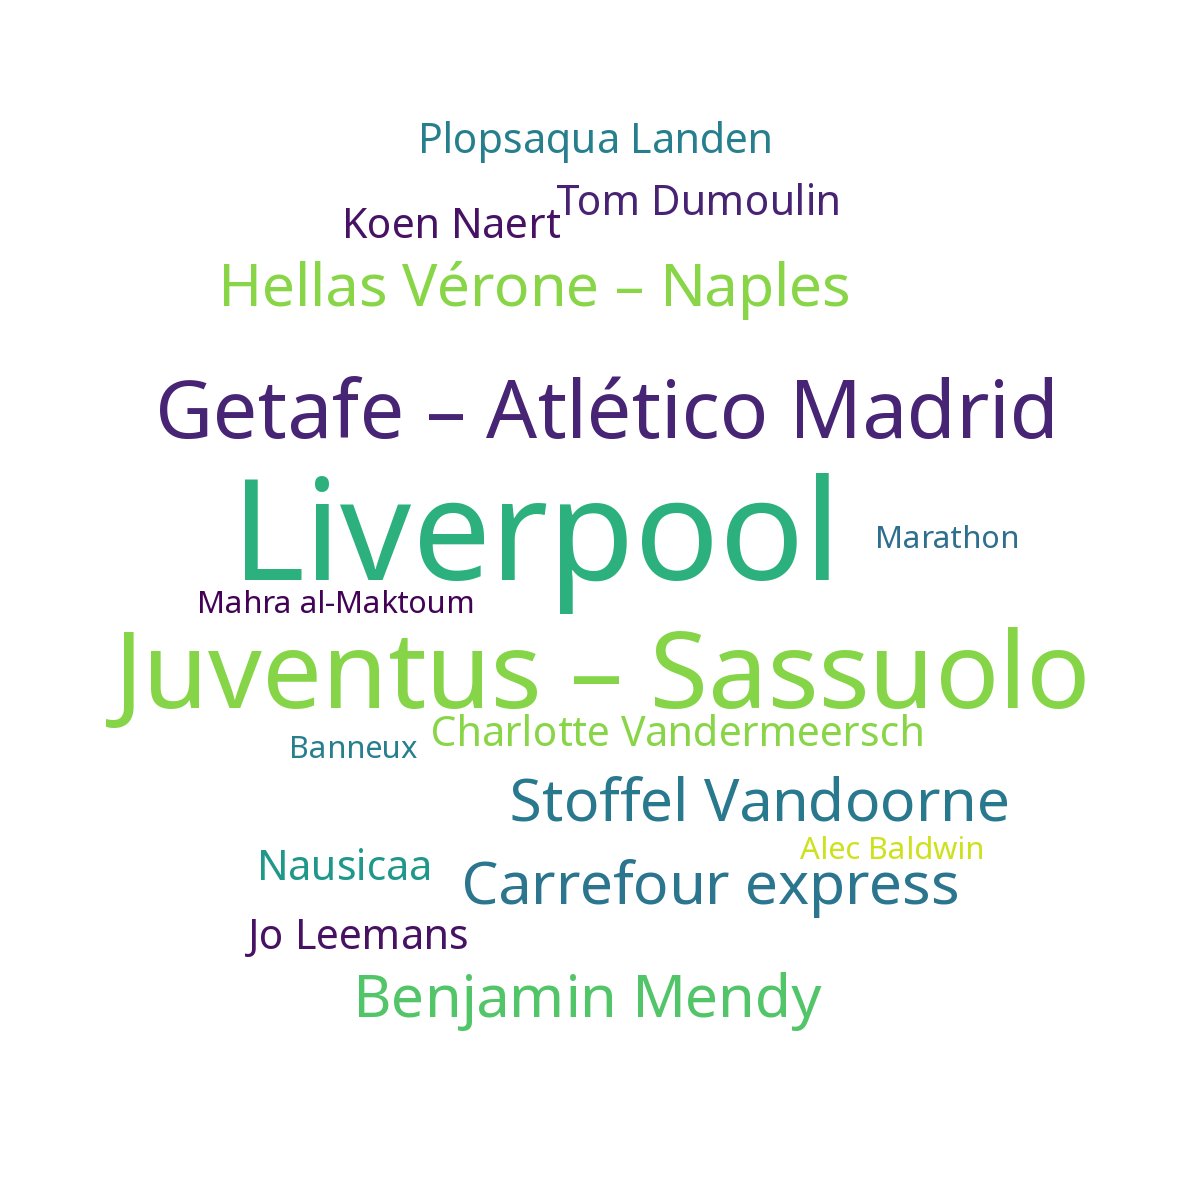 Plopsaqua Landen
Tom Dumoulin
Koen Naert
Hellas Vérone – Naples
Getafe – Atlético Madrid
Liverpool
Marathon
Mahra al-Maktoum
Juventus – Sassuolo
Charlotte Vandermeersch
Banneux
Stoffel Vandoorne
Alec Baldwin
Nausicaa
Carrefour express
Jo Leemans
Benjamin Mendy